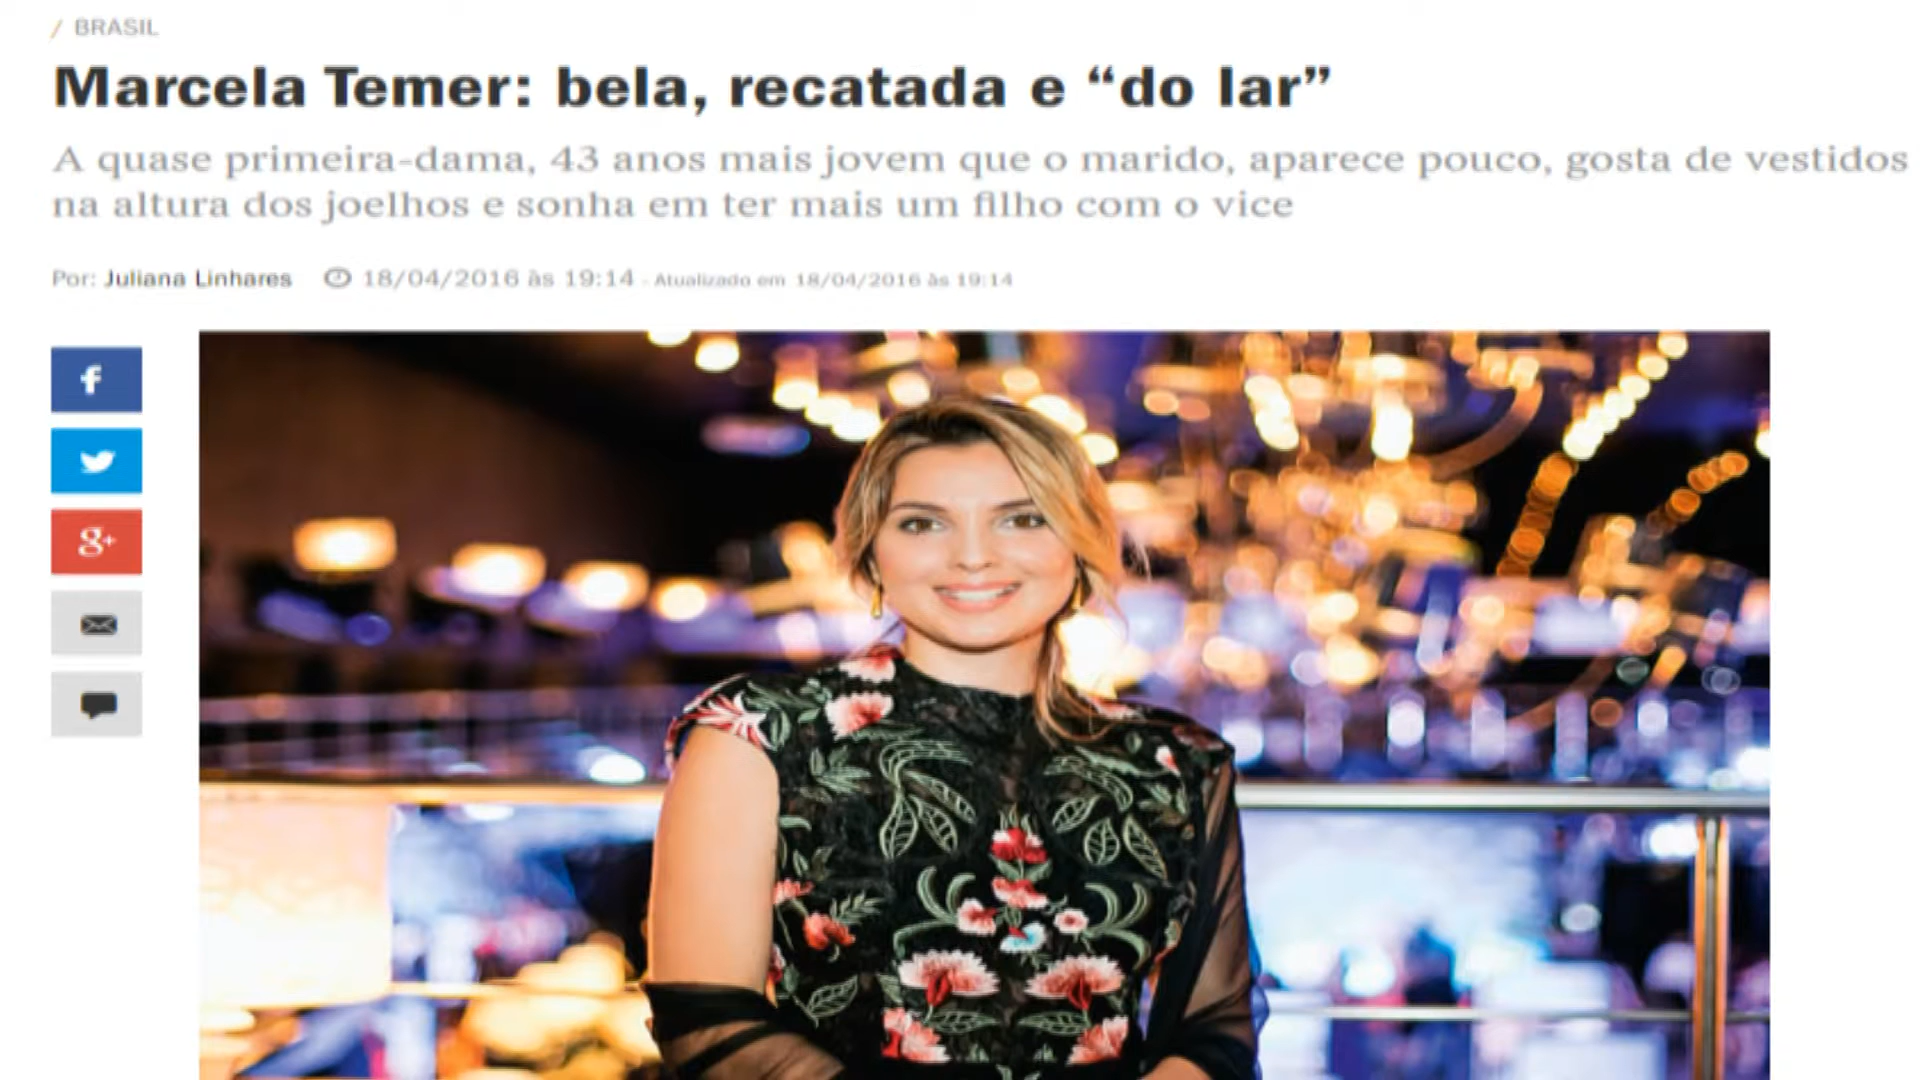 / BRASIL
Marcela Temer: bela, recatada e “do lar”
A quase primeira-dama, 43 anos mais jovem que o marido, aparece pouco, gosta de vestidos
na altura dos joelhos e sonha em ter mais um filho com o vice
Por: Juliana Linhares 18/04/2016 às 19:14 - Atualizado em 18/04/2016 às 19:14
f
g+